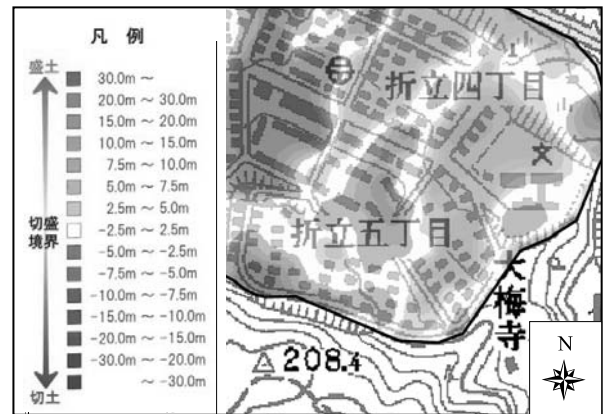 凡 例
盛土
30.0m ～
20.0m ～ 30.0m
15.0m ～ 20.0m
10.0m ～ 15.0m
7.5m ～ 10.0m
5.0m ～ 7.5m
2.5m ～ 5.0m
-2.5m ～ 2.5m
-5.0m ～ -2.5m
-7.5m ～ -5.0m
-10.0m ～ -7.5m
-15.0m ～ -10.0m
-20.0m ～ -15.0m
-30.0m ～ -20.0m
～ -30.0m
切盛
境界
切土
折立四丁目
折立五丁目
大梅寺
208.4
N